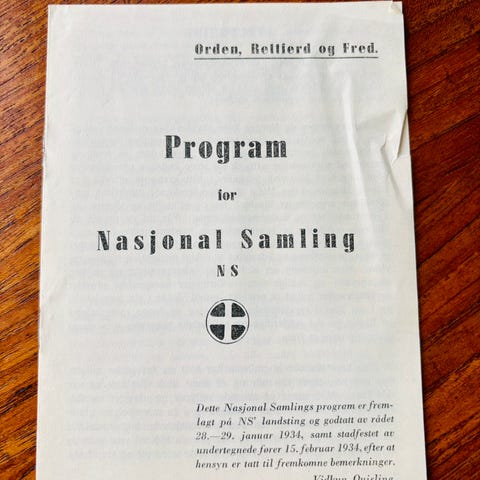 Orden, Rettferd og Fred.
Program
for
Nasjonal Samling
NS
Dette Nasjonal Samlings program er frem-
lagt på NS' landsting og godtatt av rådet
28.—29. januar 1934, samt stadfestet av
undertegnede fører 15. februar 1934, efter at
hensyn er tatt til fremkomne bemerkninger.
Vidkun Quisling